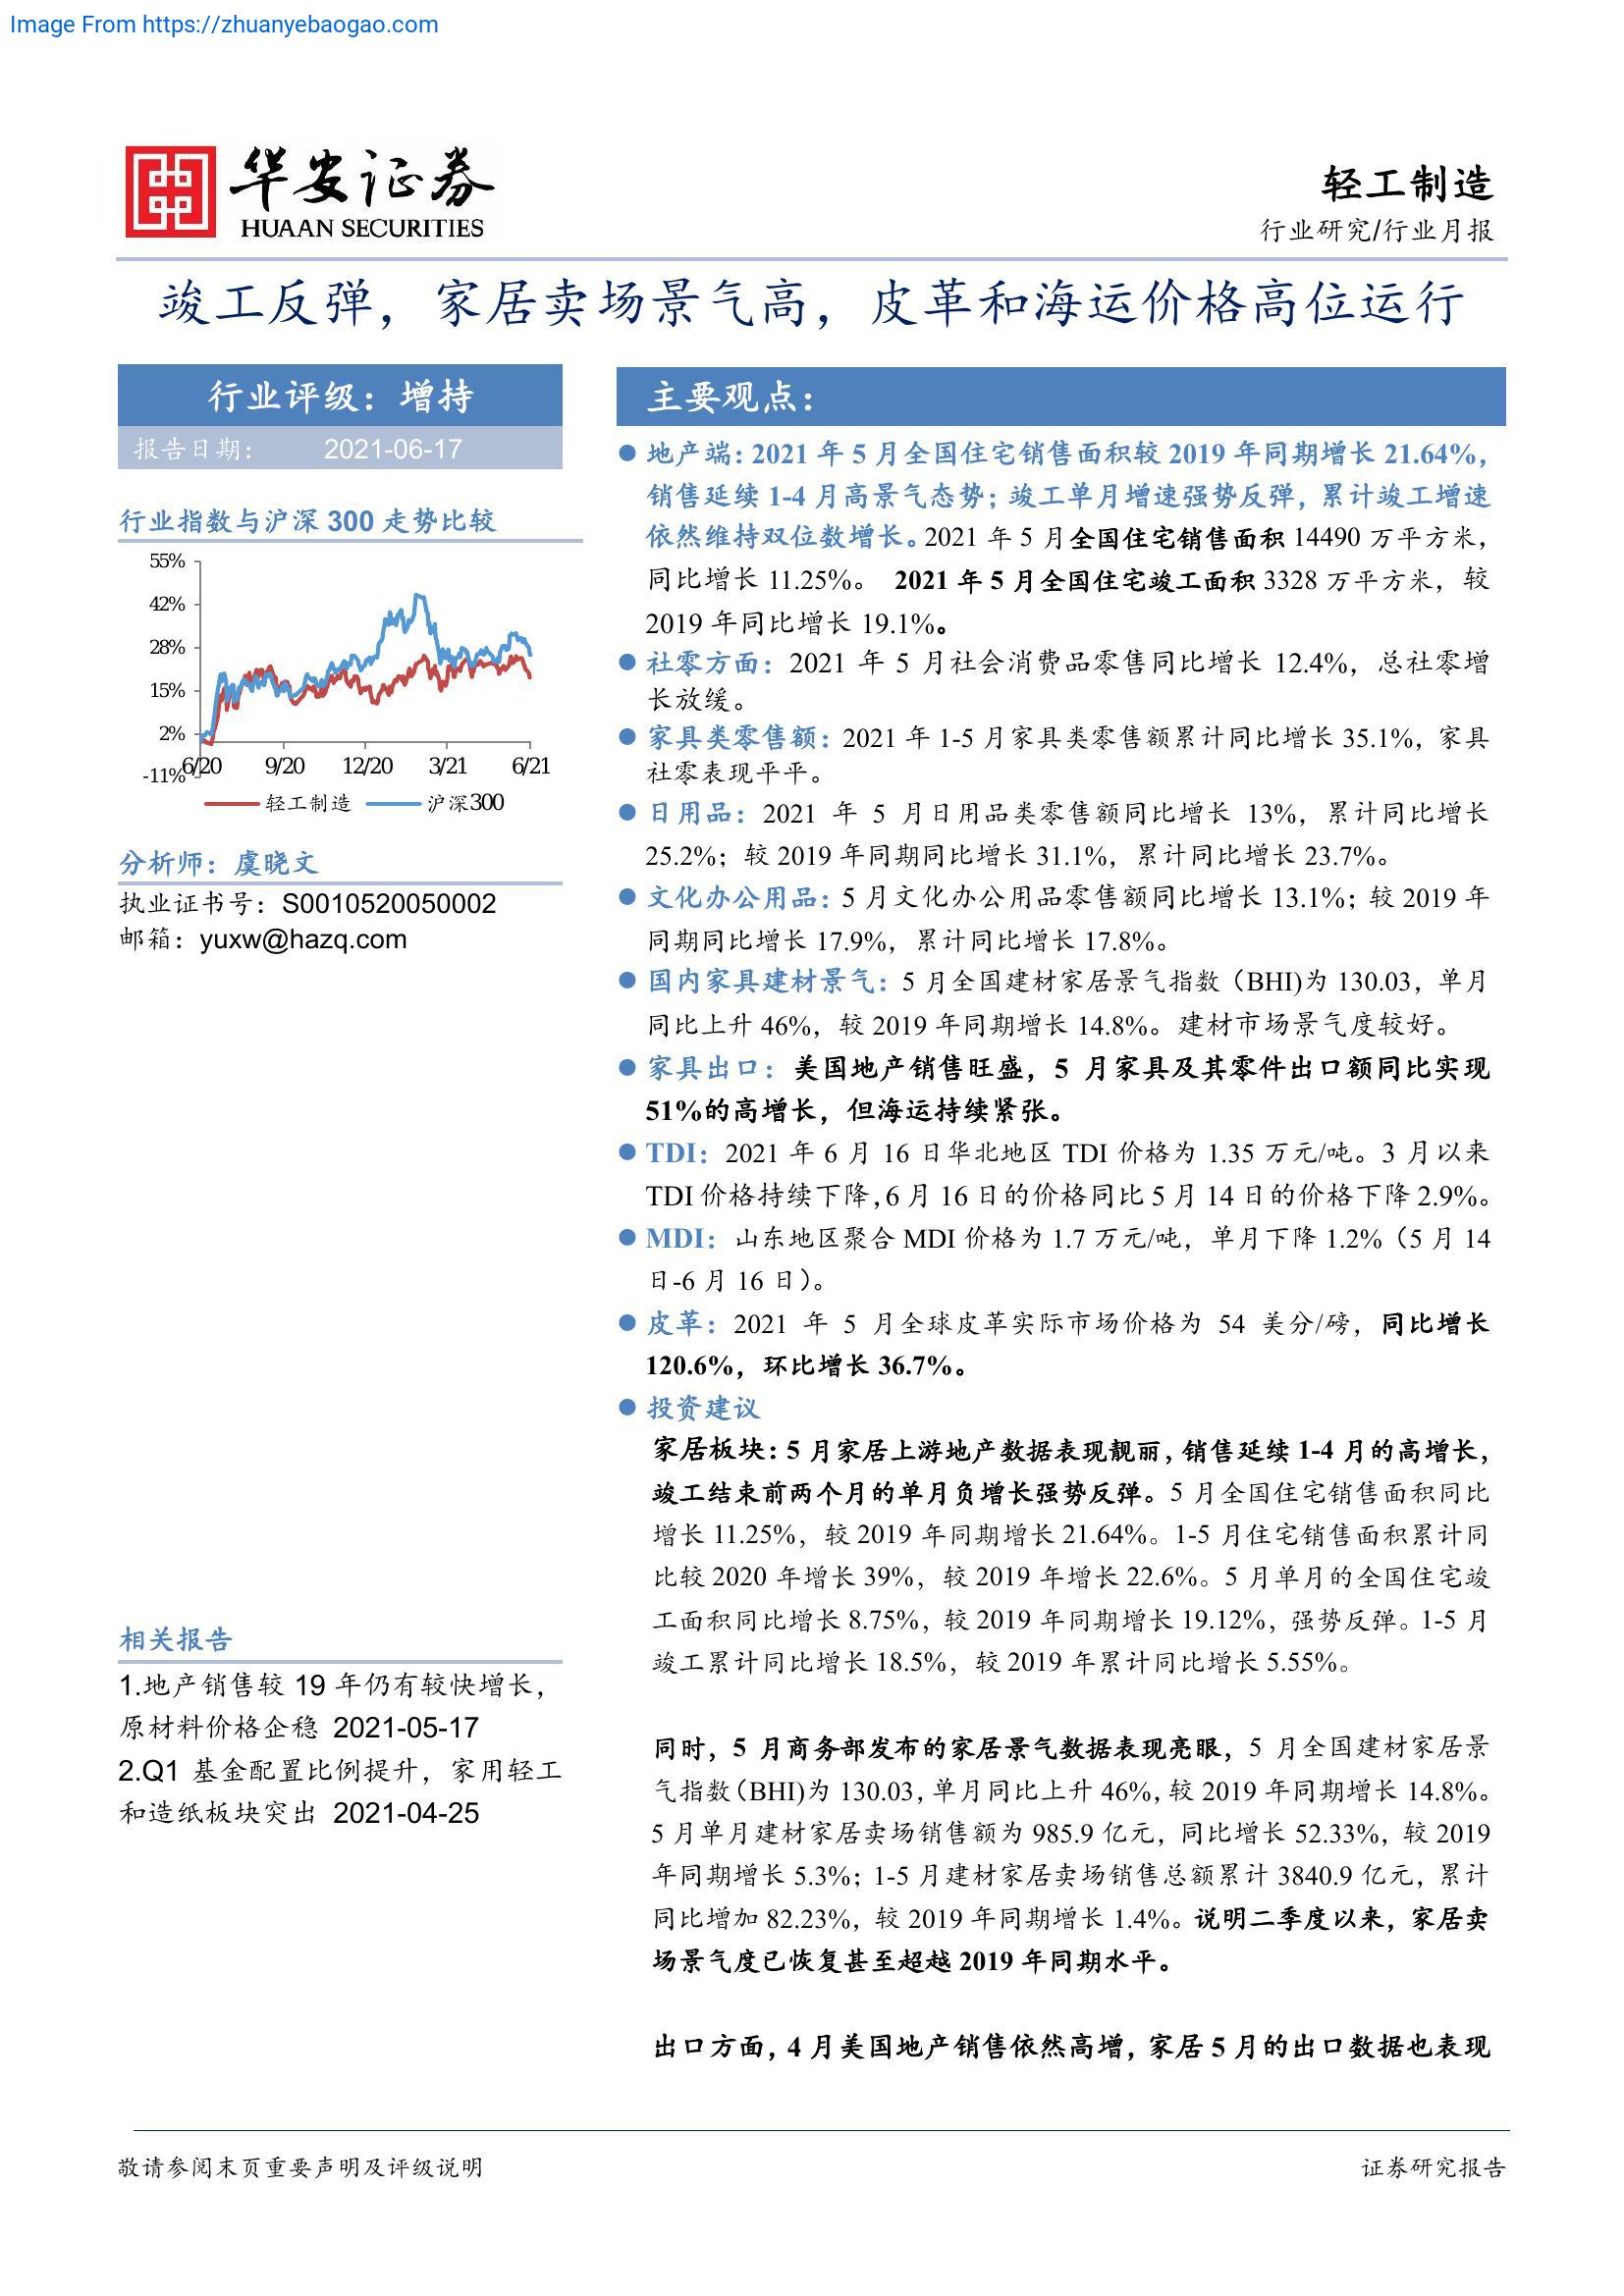 Image From https://zhuanyebaogao.com
华安证券
HUAAN SECURITIES
轻工制造
行业研究/行业月报
竣工反弹，家居卖场景气高，皮革和海运价格高位运行
行业评级：增持
报告日期： 2021-06-17
行业指数与沪深 300 走势比较
55%
42%
28%
15%
2%
-11%
6/20 9/20 12/20 3/21 6/21
轻工制造 沪深300
分析师：虞晓文
执业证书号：S0010520050002
邮箱：yuxw@hazq.com
相关报告
1.地产销售较 19 年仍有较快增长，
原材料价格企稳 2021-05-17
2.Q1 基金配置比例提升，家用轻工
和造纸板块突出 2021-04-25
主要观点：
● 地产端：2021 年 5 月全国住宅销售面积较 2019 年同期增长 21.64%，
销售延续 1-4 月高景气态势；竣工单月增速强势反弹，累计竣工增速
依然维持双位数增长。2021 年 5 月全国住宅销售面积 14490 万平方米，
同比增长 11.25%。 2021 年 5 月全国住宅竣工面积 3328 万平方米，较
2019 年同比增长 19.1%。
● 社零方面：2021 年 5 月社会消费品零售同比增长 12.4%，总社零增
长放缓。
● 家具类零售额：2021 年 1-5 月家具类零售额累计同比增长 35.1%，家具
社零表现平平。
● 日用品：2021 年 5 月日用品类零售额同比增长 13%，累计同比增长
25.2%；较 2019 年同期同比增长 31.1%，累计同比增长 23.7%。
● 文化办公用品：5 月文化办公用品零售额同比增长 13.1%；较 2019 年
同期同比增长 17.9%，累计同比增长 17.8%。
● 国内家具建材景气：5 月全国建材家居景气指数（BHI)为 130.03，单月
同比上升 46%，较 2019 年同期增长 14.8%。建材市场景气度较好。
● 家具出口：美国地产销售旺盛，5 月家具及其零件出口额同比实现
51%的高增长，但海运持续紧张。
● TDI：2021 年 6 月 16 日华北地区 TDI 价格为 1.35 万元/吨。3 月以来
TDI 价格持续下降，6 月 16 日的价格同比 5 月 14 日的价格下降 2.9%。
● MDI：山东地区聚合 MDI 价格为 1.7 万元/吨，单月下降 1.2%（5 月 14
日-6 月 16 日）。
● 皮革：2021 年 5 月全球皮革实际市场价格为 54 美分/磅，同比增长
120.6%，环比增长 36.7%。
● 投资建议
家居板块：5 月家居上游地产数据表现靓丽，销售延续 1-4 月的高增长，
竣工结束前两个月的单月负增长强势反弹。5 月全国住宅销售面积同比
增长 11.25%，较 2019 年同期增长 21.64%。1-5 月住宅销售面积累计同
比较 2020 年增长 39%，较 2019 年增长 22.6%。5 月单月的全国住宅竣
工面积同比增长 8.75%，较 2019 年同期增长 19.12%，强势反弹。1-5 月
竣工累计同比增长 18.5%，较 2019 年累计同比增长 5.55%。
同时，5 月商务部发布的家居景气数据表现亮眼，5 月全国建材家居景
气指数（BHI)为 130.03，单月同比上升 46%，较 2019 年同期增长 14.8%。
5 月单月建材家居卖场销售额为 985.9 亿元，同比增长 52.33%，较 2019
年同期增长 5.3%；1-5 月建材家居卖场销售总额累计 3840.9 亿元，累计
同比增加 82.23%，较 2019 年同期增长 1.4%。说明二季度以来，家居卖
场景气度已恢复甚至超越 2019 年同期水平。
出口方面，4 月美国地产销售依然高增，家居 5 月的出口数据也表现
敬请参阅末页重要声明及评级说明
证券研究报告